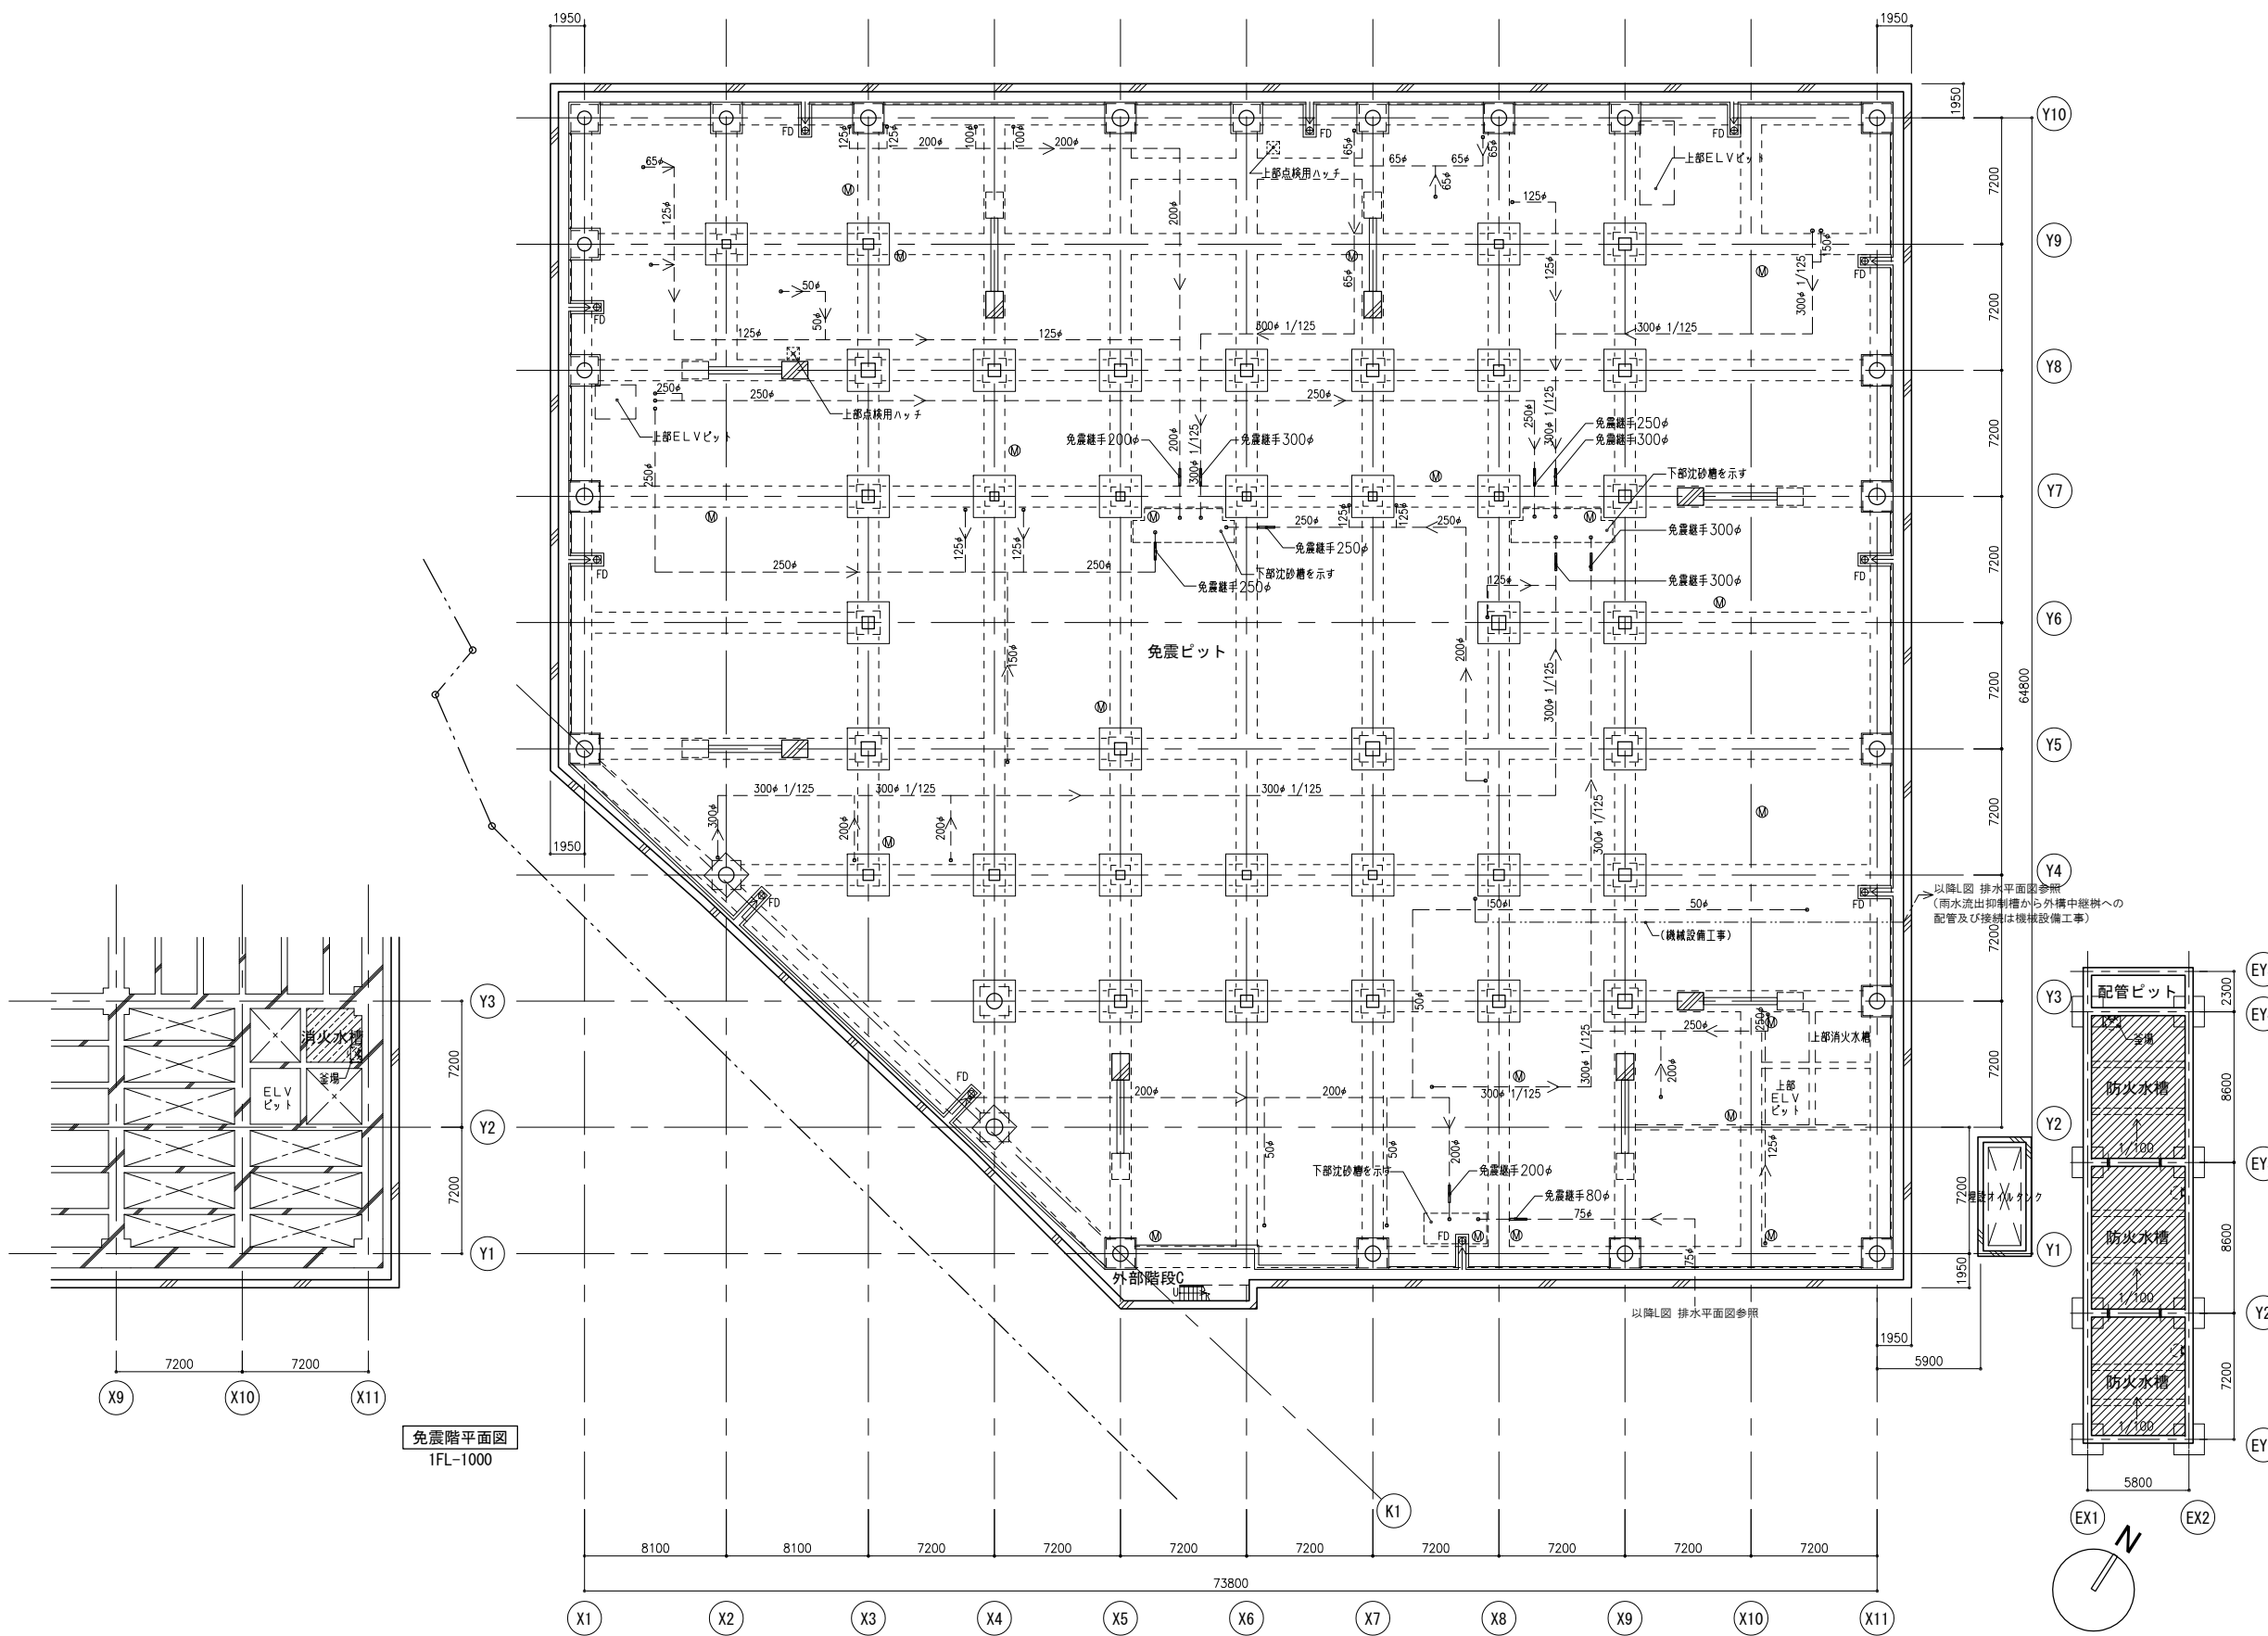 1950
1950
1950
Y10
7200
Y9
7200
Y8
7200
Y7
7200
Y6
7200
64800
Y5
7200
Y4
7200
Y3
7200
Y2
7200
Y1
1950
1950
5900
1950
FD
125φ
125φ
200φ
100φ
100φ
200φ
FD
65φ
65φ
65φ
65φ
65φ
FD
上部ELVピット
上部点検用ハッチ
65φ
125φ
200φ
125φ
125φ
65φ
150φ
300φ 1/125
FD
50φ
50φ
FD
125φ
125φ
300φ 1/125
300φ 1/125
250φ
250φ
250φ
上部点検用ハッチ
上部ELVピット
250φ
200φ
300φ 1/125
免震継手200φ
免震継手300φ
250φ
300φ 1/125
免震継手250φ
免震継手300φ
下部沈砂槽を示す
250φ
125φ
125φ
250φ
免震継手250φ
125φ
125φ
免震継手300φ
FD
250φ
250φ
下部沈砂槽を示す
免震継手250φ
125φ
免震継手300φ
FD
免震ピット
150φ
200φ
300φ 1/125
300φ 1/125
300φ 1/125
300φ 1/125
300φ
200φ
200φ
300φ 1/125
FD
50φ
50φ
(機械設備工事)
FD
以降L図 排水平面図参照
(雨水流出抑制槽から外構中継桝への
配管及び接続は機械設備工事)
50φ
300φ 1/125
250φ
250φ
上部消火水槽
200φ
上部
ELV
ピット
FD
200φ
200φ
300φ 1/125
50φ
200φ
125φ
下部沈砂槽を示す
免震継手200φ
免震継手80φ
75φ
75φ
FD
外部階段C
U
以降L図 排水平面図参照
埋設オイルタンク
K1
8100
8100
7200
7200
7200
7200
7200
7200
7200
7200
73800
X1
X2
X3
X4
X5
X6
X7
X8
X9
X10
X11
消火水槽
釜場
ELV
ピット
Y3
7200
Y2
7200
Y1
7200
7200
X9
X10
X11
免震階平面図
1FL-1000
配管ピット
釜場
防火水槽
1/100
防火水槽
1/100
防火水槽
1/100
EY
2300
EY
8600
EY
8600
Y2
7200
EY
5800
EX1
EX2
N